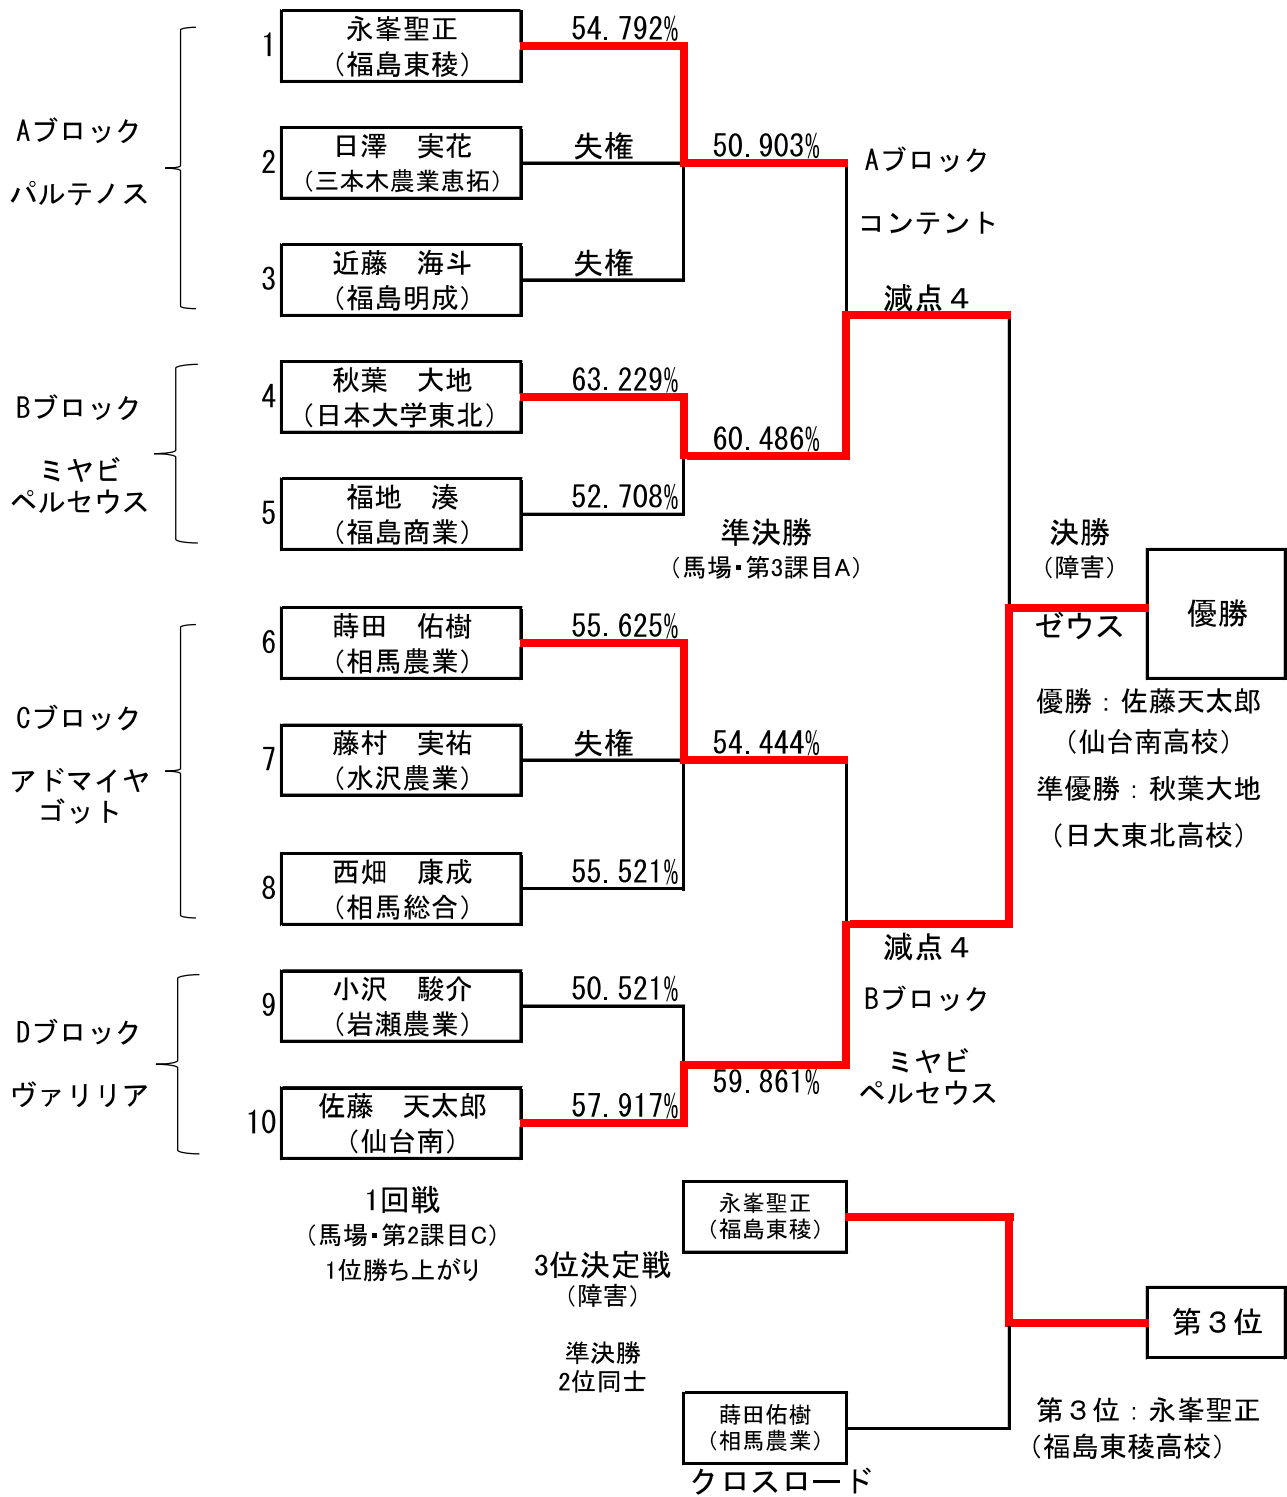 1
永峯聖正
(福島東稜)
54.792%
Aブロック
パルテノス
2
日澤　実花
(三本木農業恵拓)
失権
50.903%
Aブロック
コンテント
3
近藤　海斗
(福島明成)
失権
減点4
Bブロック
ミヤビ
ペルセウス
4
秋葉　大地
(日本大学東北)
63.229%
60.486%
5
福地　湊
(福島商業)
52.708%
準決勝
(馬場・第3課目A)
決勝
(障害)
ゼウス
優勝
優勝：佐藤天太郎
(仙台南高校)
準優勝：秋葉大地
(日大東北高校)
Cブロック
アドマイヤ
ゴット
6
蒔田　佑樹
(相馬農業)
55.625%
7
藤村　実祐
(水沢農業)
失権
54.444%
8
西畑　康成
(相馬総合)
55.521%
減点4
Bブロック
ミヤビ
ペルセウス
Dブロック
ヴァリリア
9
小沢　駿介
(岩瀬農業)
50.521%
59.861%
10
佐藤　天太郎
(仙台南)
57.917%
1回戦
(馬場・第2課目C)
1位勝ち上がり
3位決定戦
(障害)
準決勝
2位同士
永峯聖正
(福島東稜)
蒔田佑樹
(相馬農業)
クロスロード
第3位
第3位：永峯聖正
(福島東稜高校)